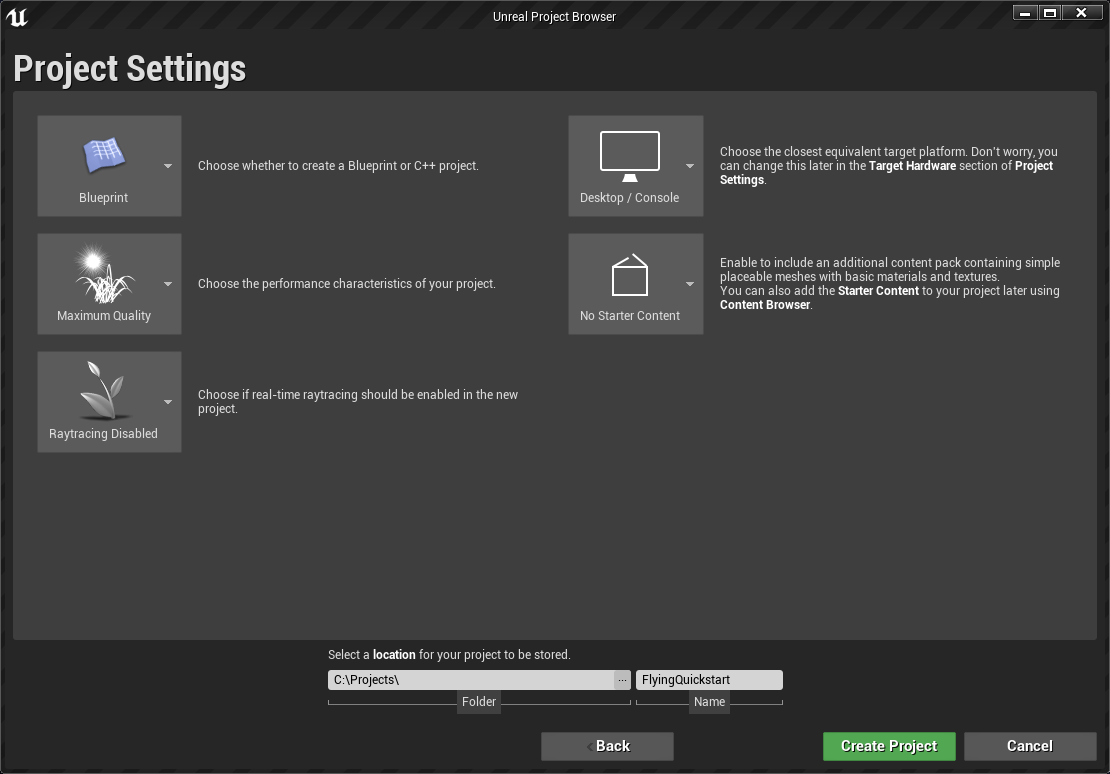 Unreal Project Browser
Project Settings
Blueprint
Choose whether to create a Blueprint or C++ project.
Desktop / Console
Choose the closest equivalent target platform. Don't worry, you
can change this later in the Target Hardware section of Project
Settings.
Maximum Quality
Choose the performance characteristics of your project.
No Starter Content
Enable to include an additional content pack containing simple
placeable meshes with basic materials and textures.
You can also add the Starter Content to your project later using
Content Browser.
Raytracing Disabled
Choose if real-time raytracing should be enabled in the new
project.
Select a location for your project to be stored.
C:\Projects\
...
FlyingQuickstart
Folder
Name
< Back
Create Project
Cancel